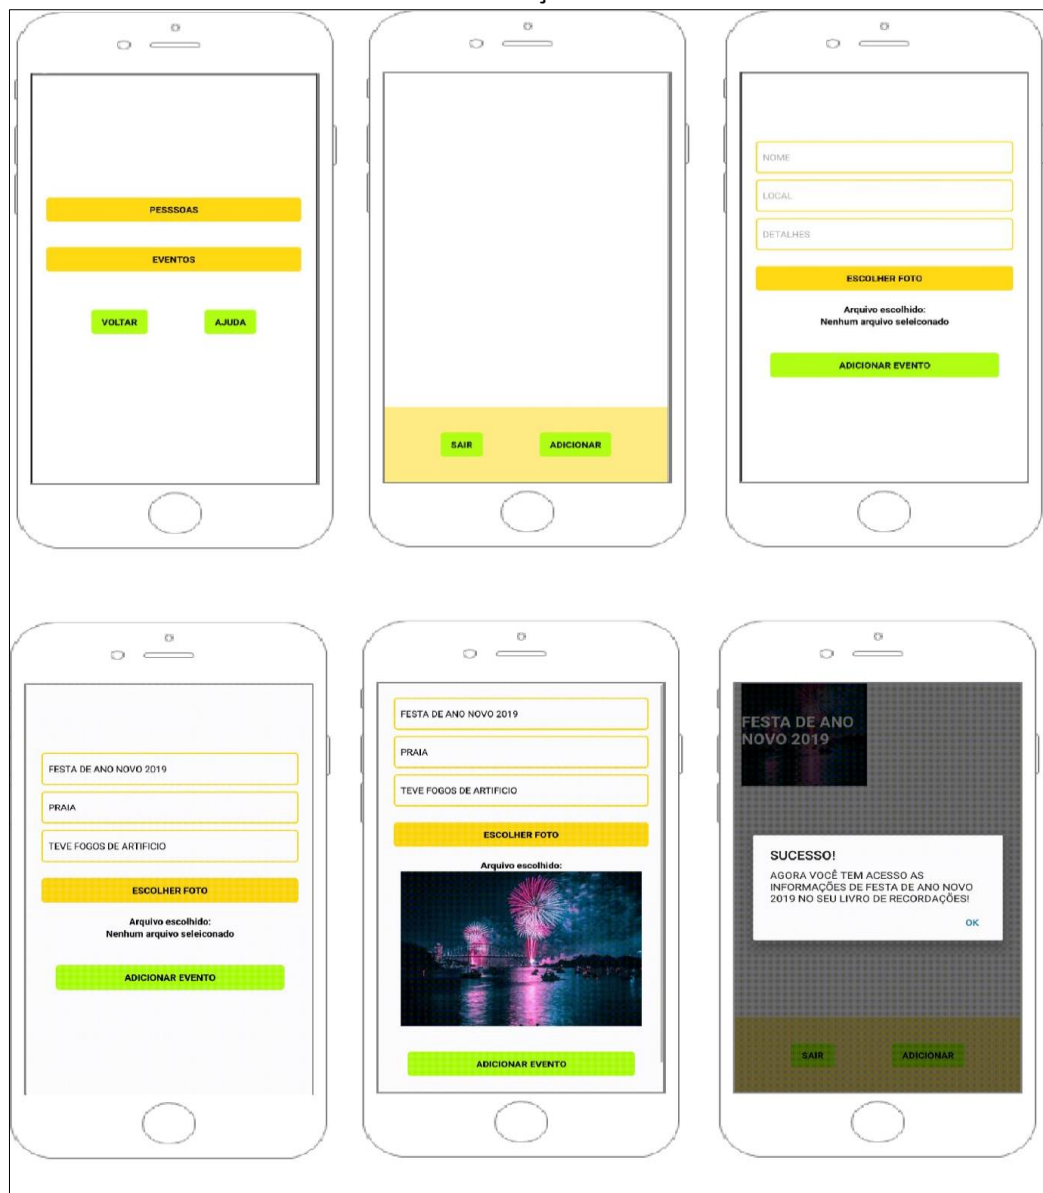 PESSSOAS
EVENTOS
VOLTAR AJUDA
SAIR ADICIONAR
NOME
LOCAL
DETALHES
ESCOLHER FOTO
Arquivo escolhido:
Nenhum arquivo seleiconado
ADICIONAR EVENTO
FESTA DE ANO NOVO 2019
PRAIA
TEVE FOGOS DE ARTIFICIO
ESCOLHER FOTO
Arquivo escolhido:
Nenhum arquivo seleiconado
ADICIONAR EVENTO
FESTA DE ANO NOVO 2019
PRAIA
TEVE FOGOS DE ARTIFICIO
ESCOLHER FOTO
Arquivo escolhido:
ADICIONAR EVENTO
FESTA DE ANO
NOVO 2019
SUCESSO!
AGORA VOCÊ TEM ACESSO AS
INFORMAÇÕES DE FESTA DE ANO NOVO
2019 NO SEU LIVRO DE RECORDAÇÕES!
OK
SAIR ADICIONAR